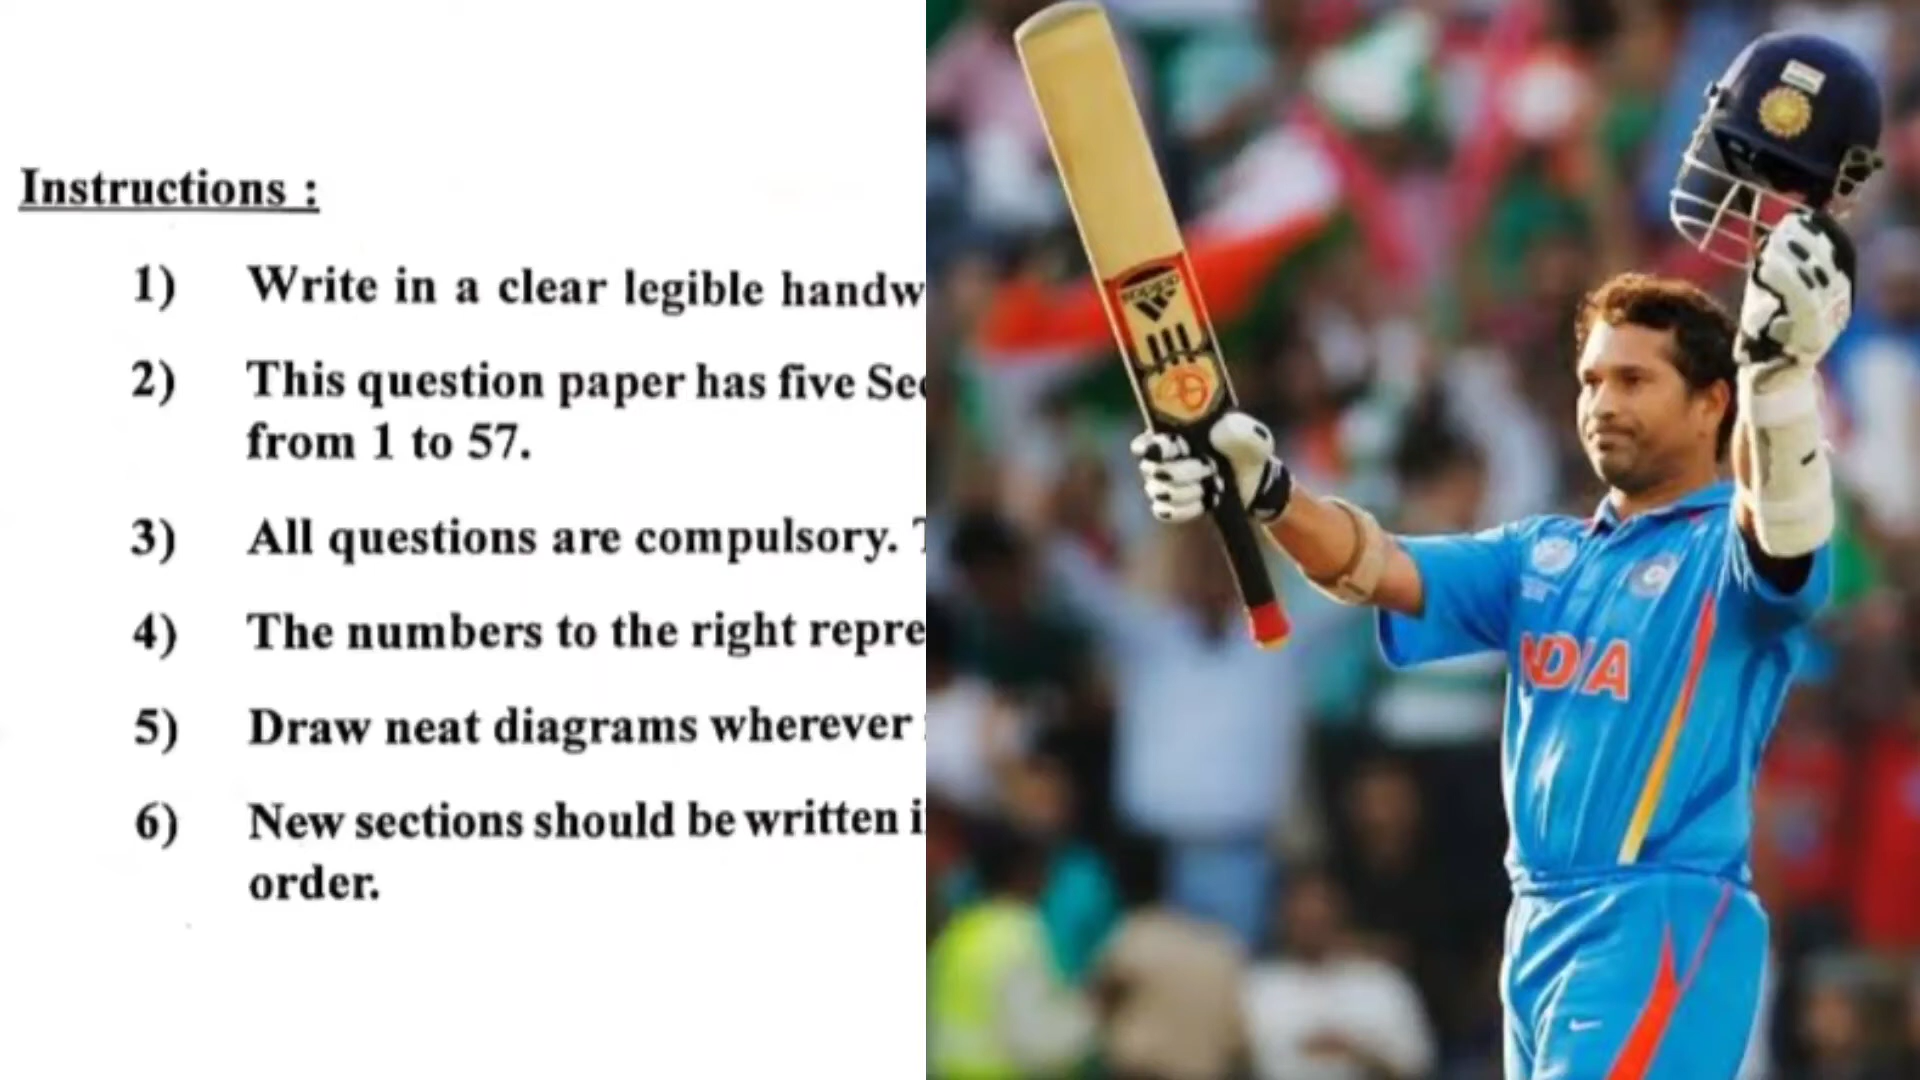 Instructions :
1) Write in a clear legible handw
2) This question paper has five Sec
from 1 to 57.
3) All questions are compulsory.
4) The numbers to the right repre
5) Draw neat diagrams wherever
6) New sections should be written i
order.
adidas
INDIA